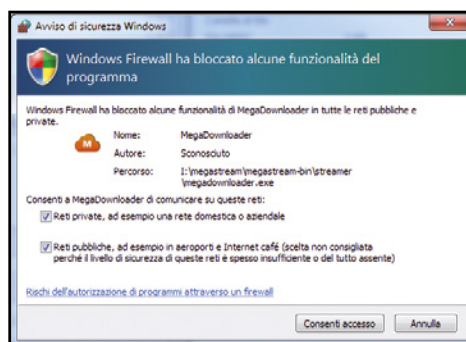 Avviso di sicurezza Windows
Windows Firewall ha bloccato alcune funzionalità del
programma
Windows Firewall ha bloccato alcune funzionalità di MegaDownloader in tutte le reti pubbliche e
private.
M
Nome: MegaDownloader
Autore: Sconosciuto
Percorso: I:\megastream\megastream-bin\streamer
\megadownloader.exe
Consenti a MegaDownloader di comunicare su queste reti:
Reti private, ad esempio una rete domestica o aziendale
Reti pubbliche, ad esempio in aeroporti e Internet café (scelta non consigliata
perché il livello di sicurezza di queste reti è spesso insufficiente o del tutto assente)
Rischi dell'autorizzazione di programmi attraverso un firewall
Consenti accesso
Annulla